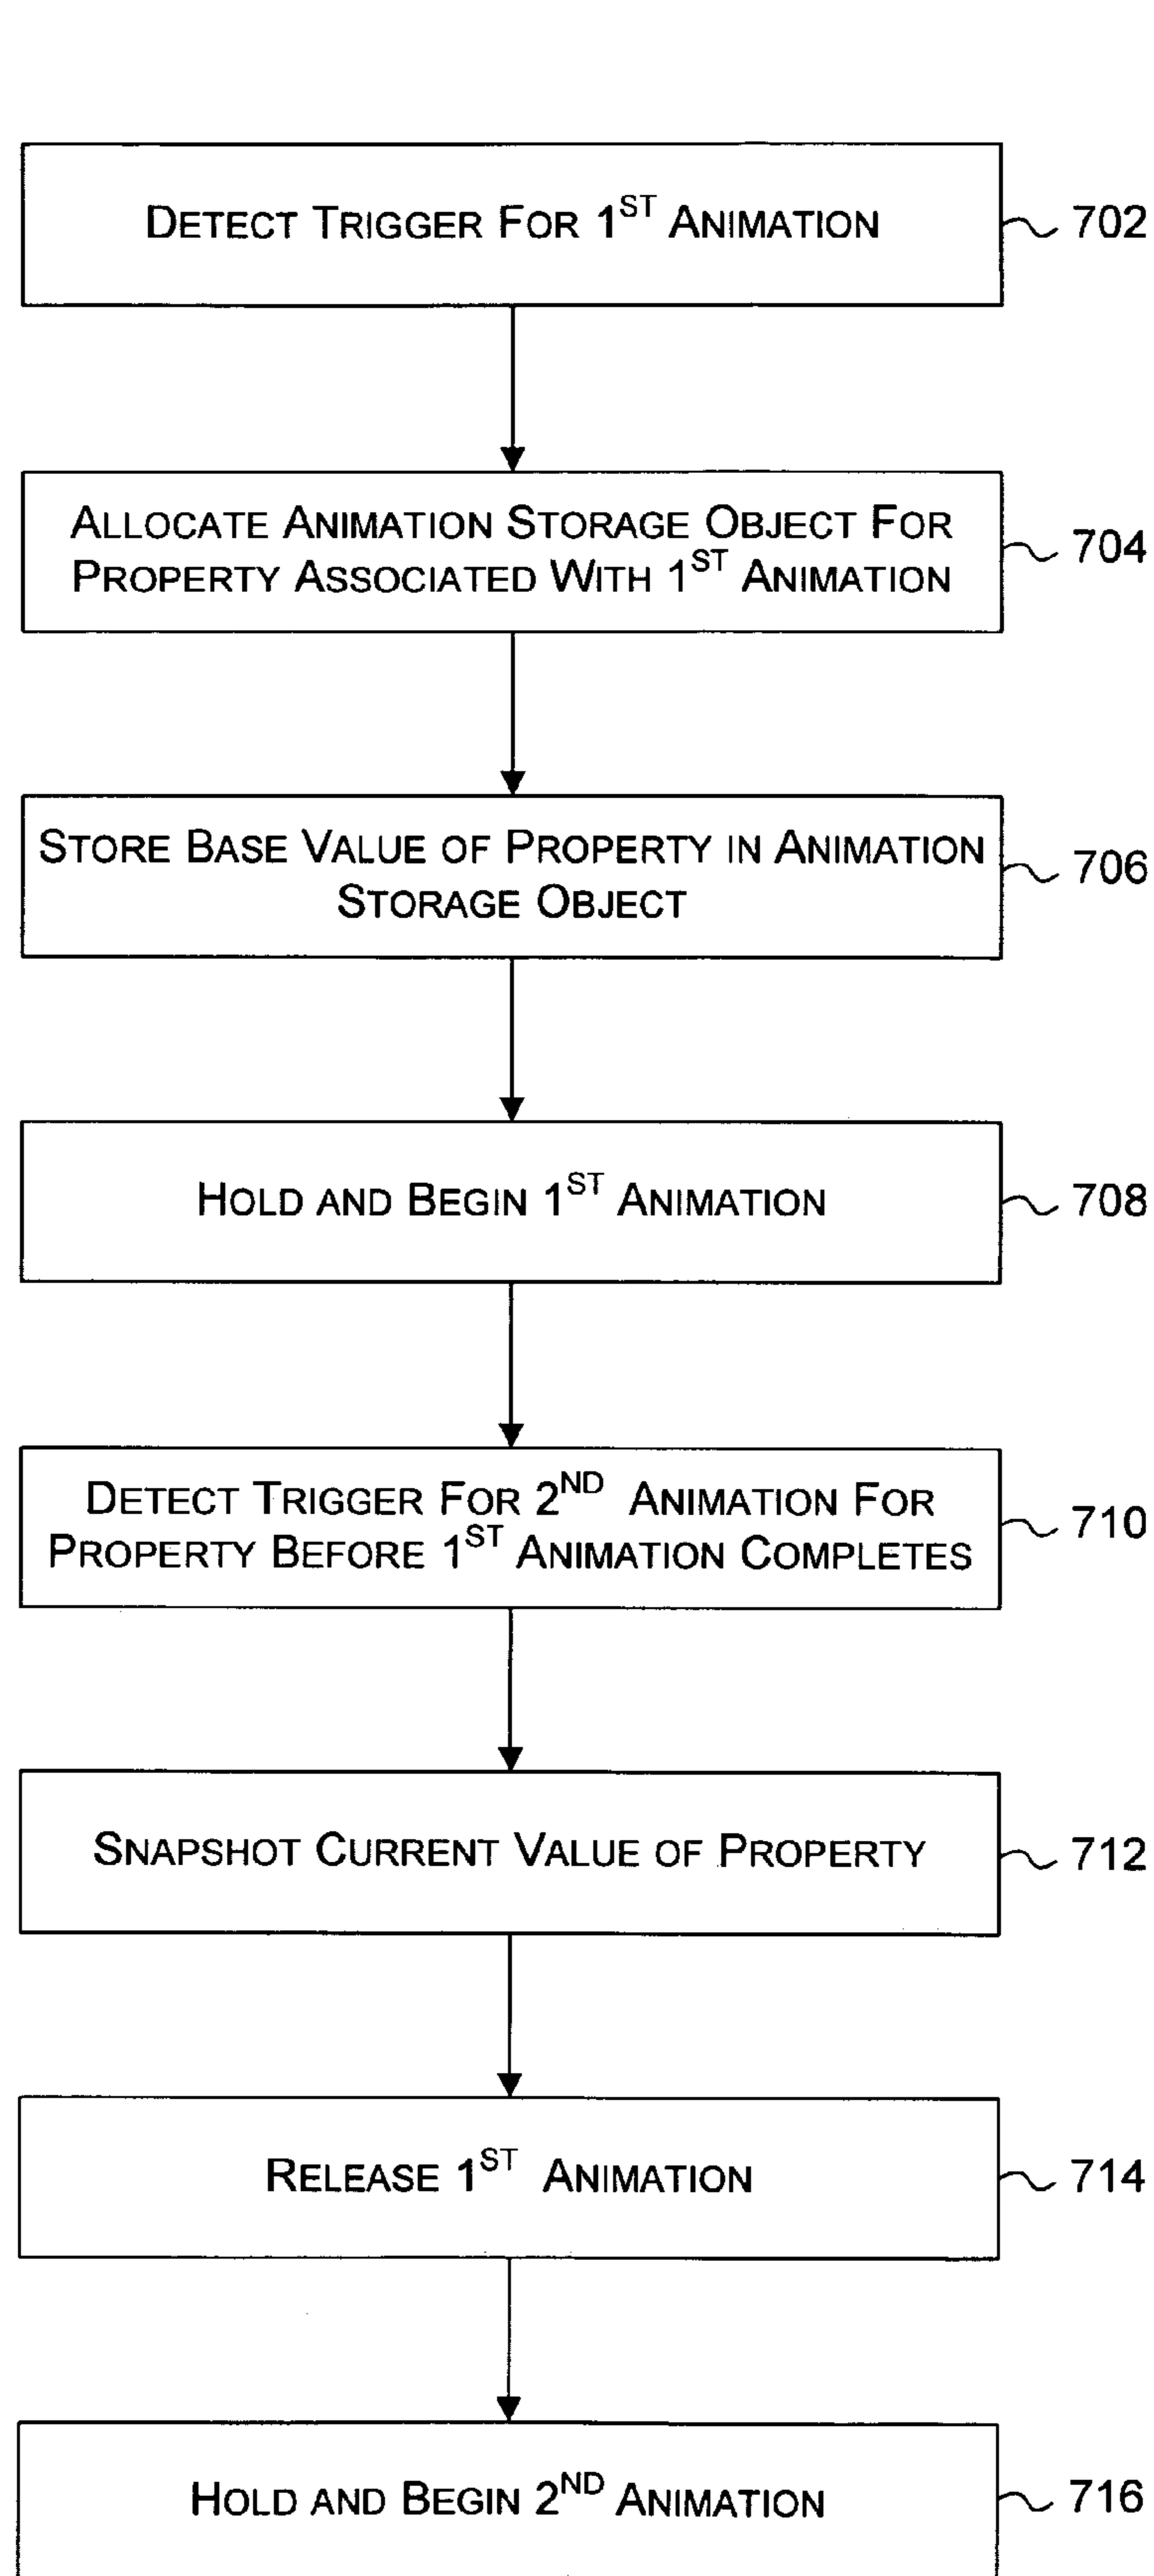 DETECT TRIGGER FOR 1ST ANIMATION
702
ALLOCATE ANIMATION STORAGE OBJECT FOR
PROPERTY ASSOCIATED WITH 1ST ANIMATION
704
STORE BASE VALUE OF PROPERTY IN ANIMATION
STORAGE OBJECT
706
HOLD AND BEGIN 1ST ANIMATION
708
DETECT TRIGGER FOR 2ND ANIMATION FOR
PROPERTY BEFORE 1ST ANIMATION COMPLETES
710
SNAPSHOT CURRENT VALUE OF PROPERTY
712
RELEASE 1ST ANIMATION
714
HOLD AND BEGIN 2ND ANIMATION
716